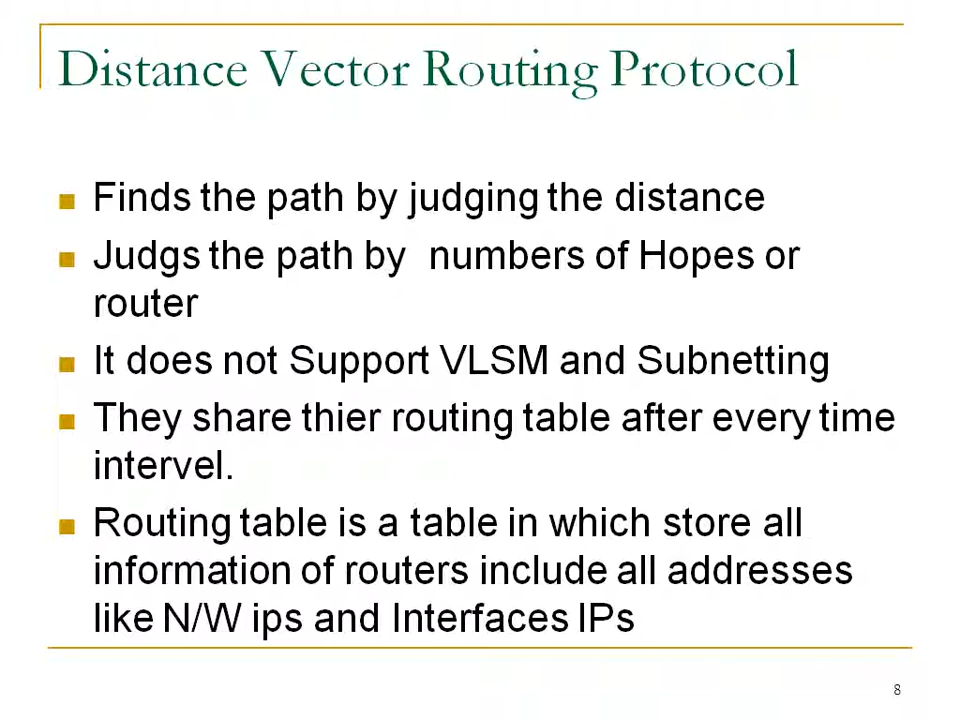 Distance Vector Routing Protocol
Finds the path by judging the distance
Judgs the path by numbers of Hopes or
router
It does not Support VLSM and Subnetting
They share thier routing table after every time
intervel.
Routing table is a table in which store all
information of routers include all addresses
like N/W ips and Interfaces IPs
8